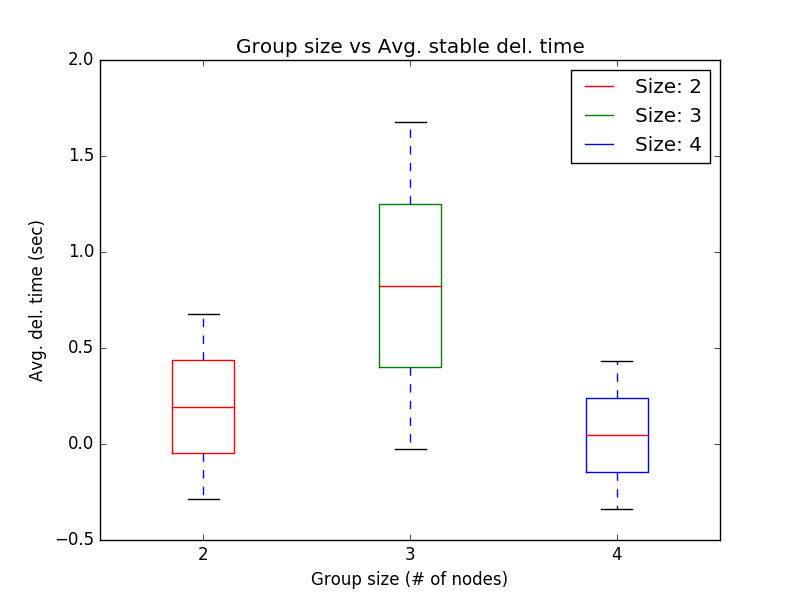 Group size vs Avg. stable del. time
2.0
1.5
1.0
0.5
0.0
−0.5
Avg. del. time (sec)
Size: 2
Size: 3
Size: 4
2 3 4
Group size (# of nodes)